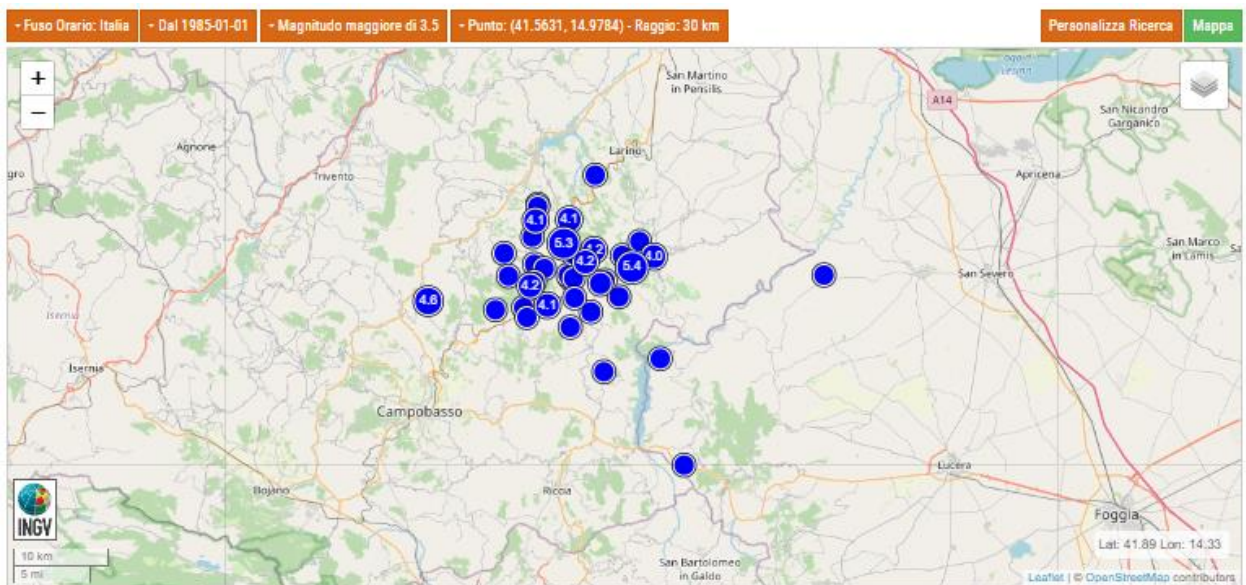 - Fuso Orario: Italia
- Dal 1985-01-01
- Magnitudo maggiore di 3.5
- Punto: (41.5631, 14.9784) - Raggio: 30 km
Personalizza Ricerca
Mappa
+
−
San Martino
in Pensilis
A14
San Nicandro
Garganico
Agnone
Larino
Trivento
Apricena
4.1
4.1
5.3
4.2
4.2
4.0
5.4
San Marco
in Lamis
San Severo
4.2
4.6
4.1
Isernia
Isernia
Campobasso
Lucera
Bojano
Riccia
INGV
Foggia
10 km
5 mi
Lat: 41.89 Lon: 14.33
San Bartolomeo
in Galdo
Leaflet | © OpenStreetMap contributors